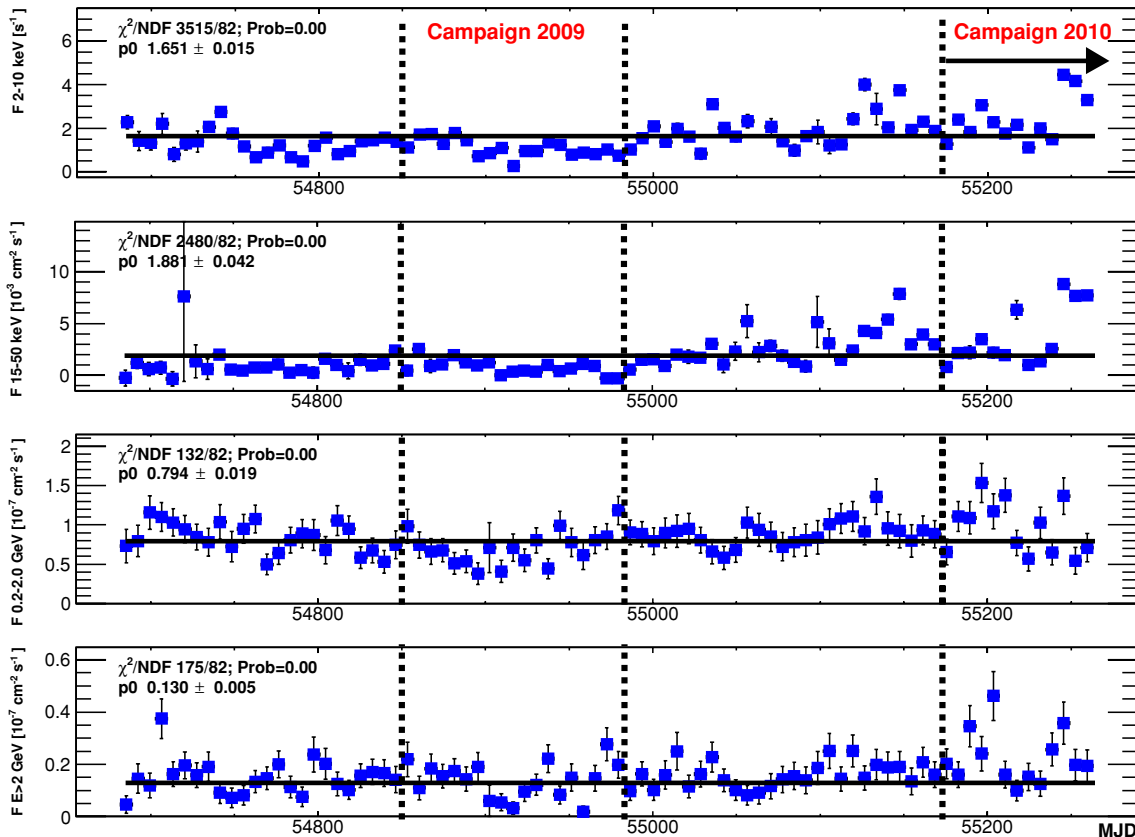 F 2-10 keV [s⁻¹]
χ²/NDF 3515/82; Prob=0.00
p0 1.651 ± 0.015
Campaign 2009
Campaign 2010
6
4
2
0
54800
55000
55200
F 15-50 keV [10⁻³ cm⁻² s⁻¹]
χ²/NDF 2480/82; Prob=0.00
p0 1.881 ± 0.042
10
5
0
54800
55000
55200
F 0.2-2.0 GeV [10⁻⁷ cm⁻² s⁻¹]
χ²/NDF 132/82; Prob=0.00
p0 0.794 ± 0.019
2
1.5
1
0.5
0
54800
55000
55200
F E>2 GeV [10⁻⁷ cm⁻² s⁻¹]
χ²/NDF 175/82; Prob=0.00
p0 0.130 ± 0.005
0.6
0.4
0.2
0
54800
55000
55200
MJD